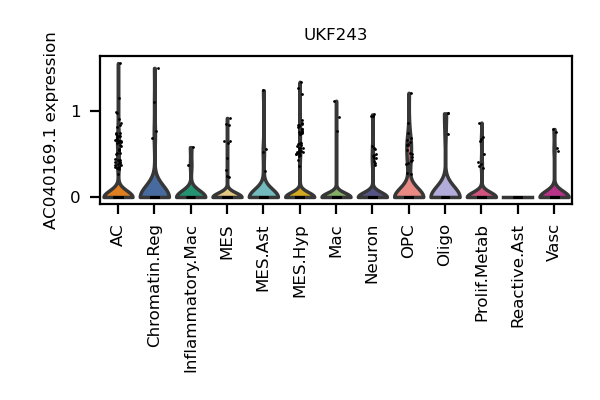 UKF243
AC040169.1 expression
1
0
AC
Chromatin.Reg
Inflammatory.Mac
MES
MES.Ast
MES.Hyp
Mac
Neuron
OPC
Oligo
Prolif.Metab
Reactive.Ast
Vasc